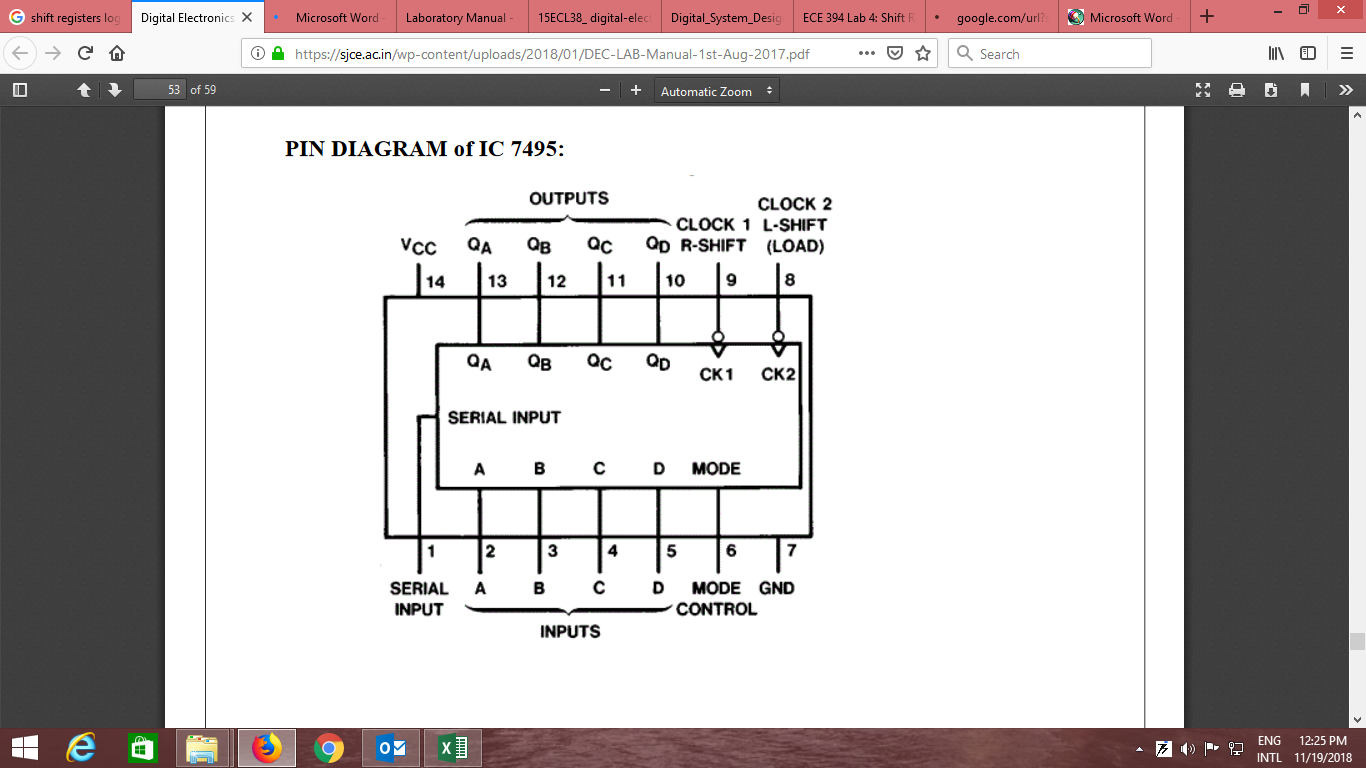 shift registers log
Digital Electronics
Microsoft Word -
Laboratory Manual -
15ECL38_ digital-elec
Digital_System_Desig
ECE 394 Lab 4: Shift R
google.com/url?s
Microsoft Word -
https://sjce.ac.in/wp-content/uploads/2018/01/DEC-LAB-Manual-1st-Aug-2017.pdf
Search
53 of 59
Automatic Zoom
PIN DIAGRAM of IC 7495:
OUTPUTS
CLOCK 2
CLOCK 1 L-SHIFT
VCC QA QB QC QD R-SHIFT (LOAD)
14 13 12 11 10 9 8
QA QB QC QD CK1 CK2
SERIAL INPUT
A B C D MODE
1 2 3 4 5 6 7
SERIAL A B C D MODE GND
INPUT CONTROL
INPUTS
ENG 12:25 PM
INTL 11/19/2018